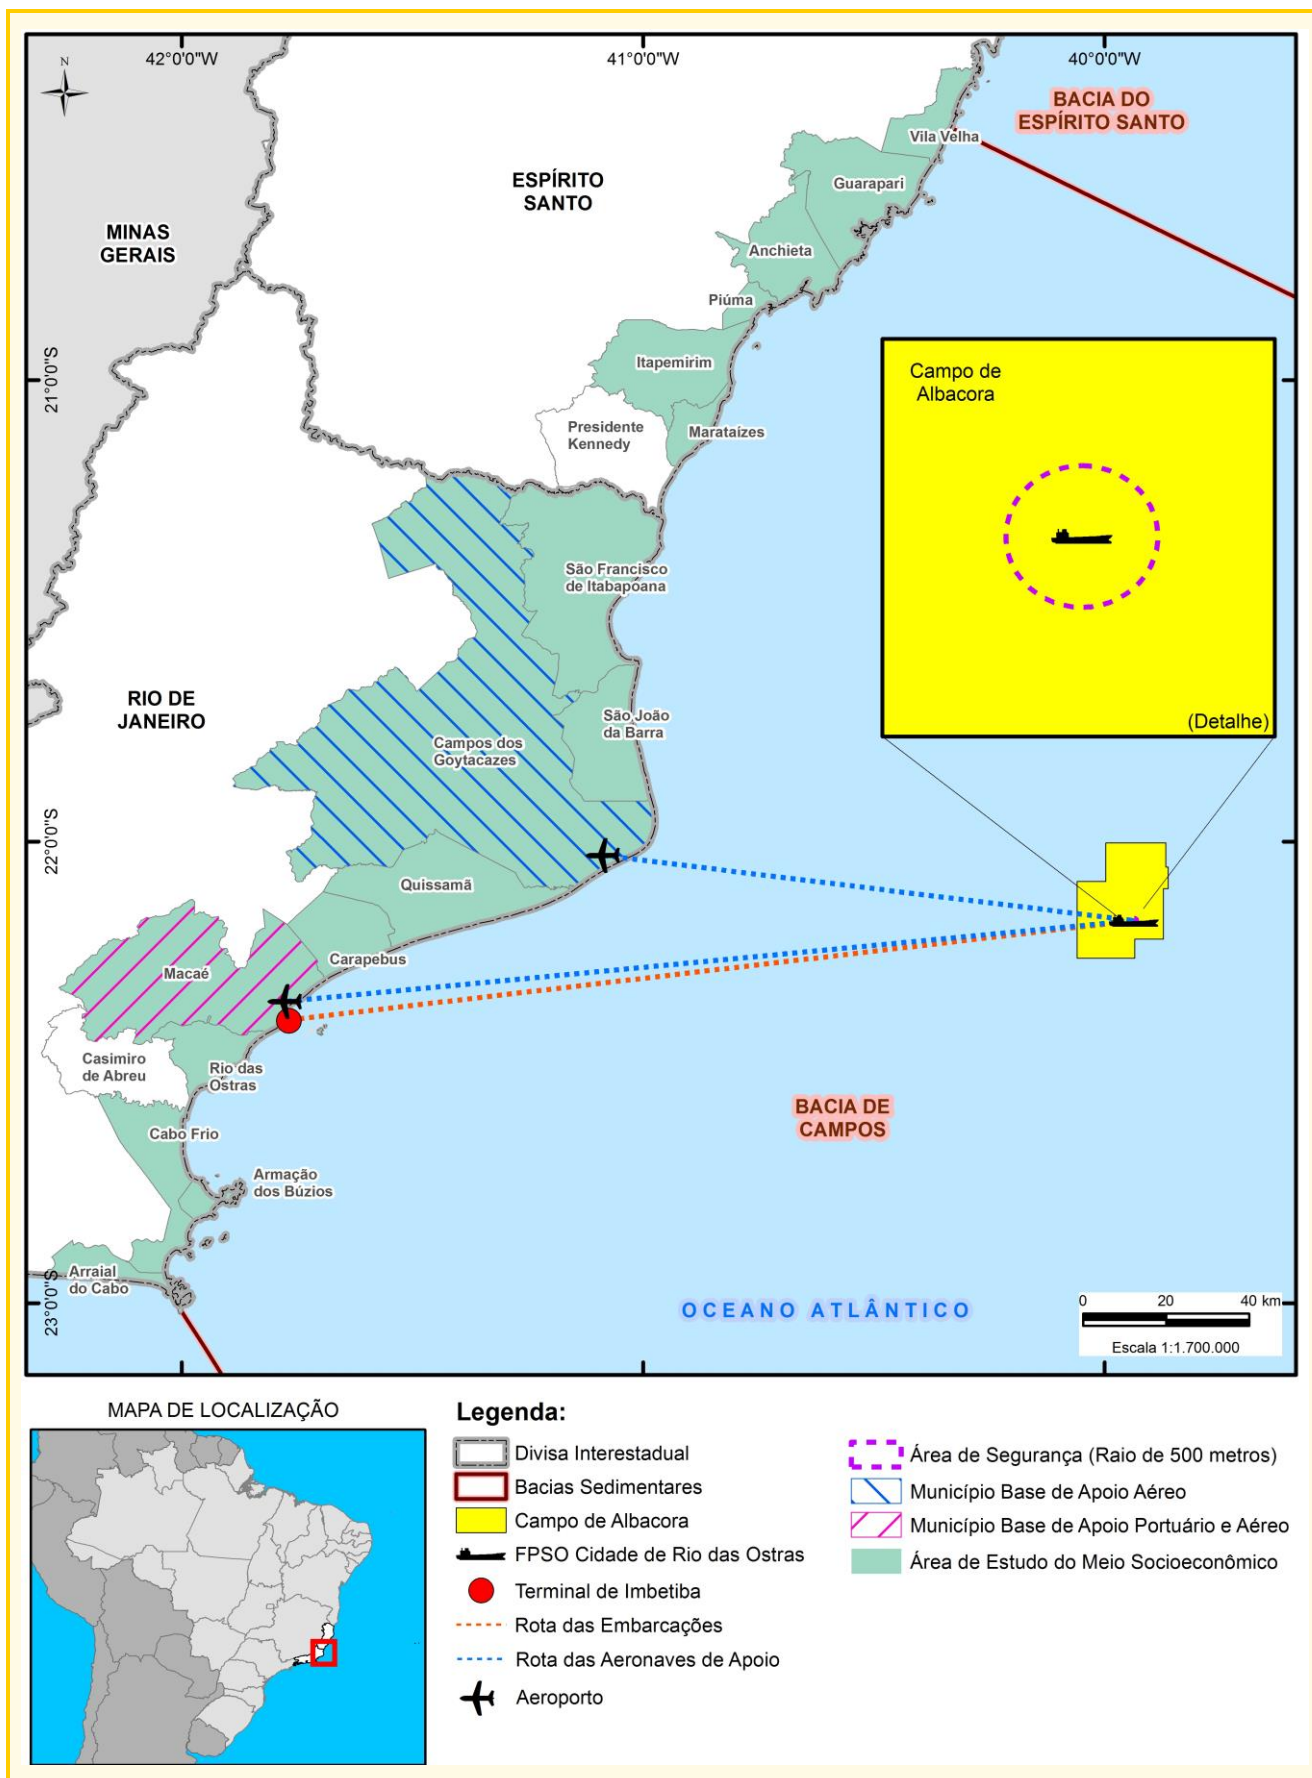 42°0'0"W
41°0'0"W
40°0'0"W
N
BACIA DO
ESPÍRITO SANTO
Vila Velha
Guarapari
ESPÍRITO
SANTO
MINAS
GERAIS
Anchieta
Piúma
21°0'0"S
Itapemirim
Campo de
Albacora
Presidente
Kennedy
Marataízes
São Francisco
de Itabapoana
RIO DE
JANEIRO
São João
da Barra
(Detalhe)
Campos dos
Goytacazes
22°0'0"S
Quissamã
Carapebus
Macaé
Casimiro
de Abreu
Rio das
Ostras
BACIA DE
CAMPOS
Cabo Frio
Armação
dos Búzios
Arraial
do Cabo
23°0'0"S
OCEANO ATLÂNTICO
0 20 40 km
Escala 1:1.700.000
MAPA DE LOCALIZAÇÃO
Legenda:
Divisa Interestadual
Bacias Sedimentares
Campo de Albacora
FPSO Cidade de Rio das Ostras
Terminal de Imbetiba
Rota das Embarcações
Rota das Aeronaves de Apoio
Aeroporto
Área de Segurança (Raio de 500 metros)
Município Base de Apoio Aéreo
Município Base de Apoio Portuário e Aéreo
Área de Estudo do Meio Socioeconômico